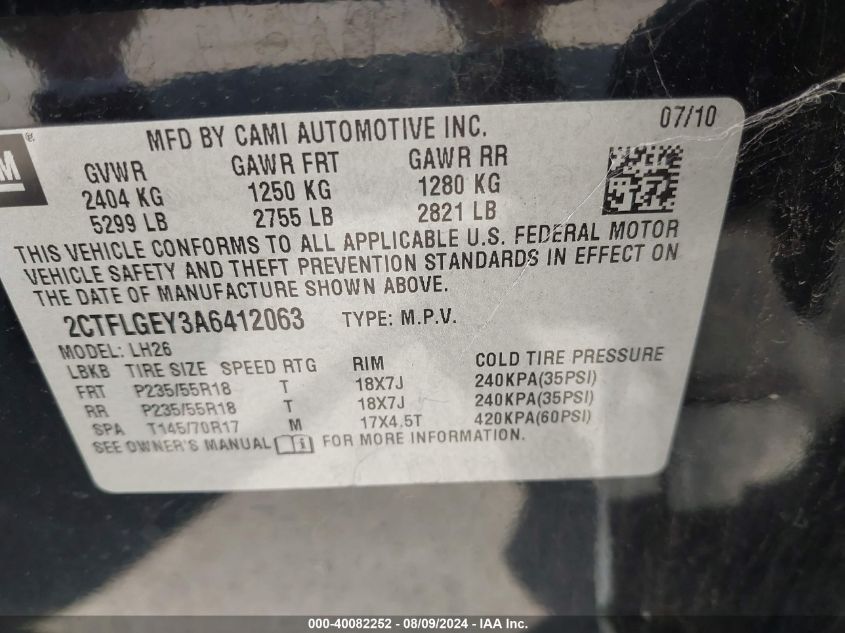 M ®
MFD BY CAMI AUTOMOTIVE INC. 07/10
GVWR GAWR FRT GAWR RR
2404 KG 1250 KG 1280 KG
5299 LB 2755 LB 2821 LB
THIS VEHICLE CONFORMS TO ALL APPLICABLE U.S. FEDERAL MOTOR
VEHICLE SAFETY AND THEFT PREVENTION STANDARDS IN EFFECT ON
THE DATE OF MANUFACTURE SHOWN ABOVE.
2CTFLGEY3A6412063 TYPE: M.P.V.
MODEL: LH26
LBKB TIRE SIZE SPEED RTG RIM COLD TIRE PRESSURE
FRT P235/55R18 T 18X7J 240KPA(35PSI)
RR P235/55R18 T 18X7J 240KPA(35PSI)
SPA T145/70R17 M 17X4.5T 420KPA(60PSI)
SEE OWNER'S MANUAL i FOR MORE INFORMATION.
000-40082252 - 08/09/2024 - IAA Inc.